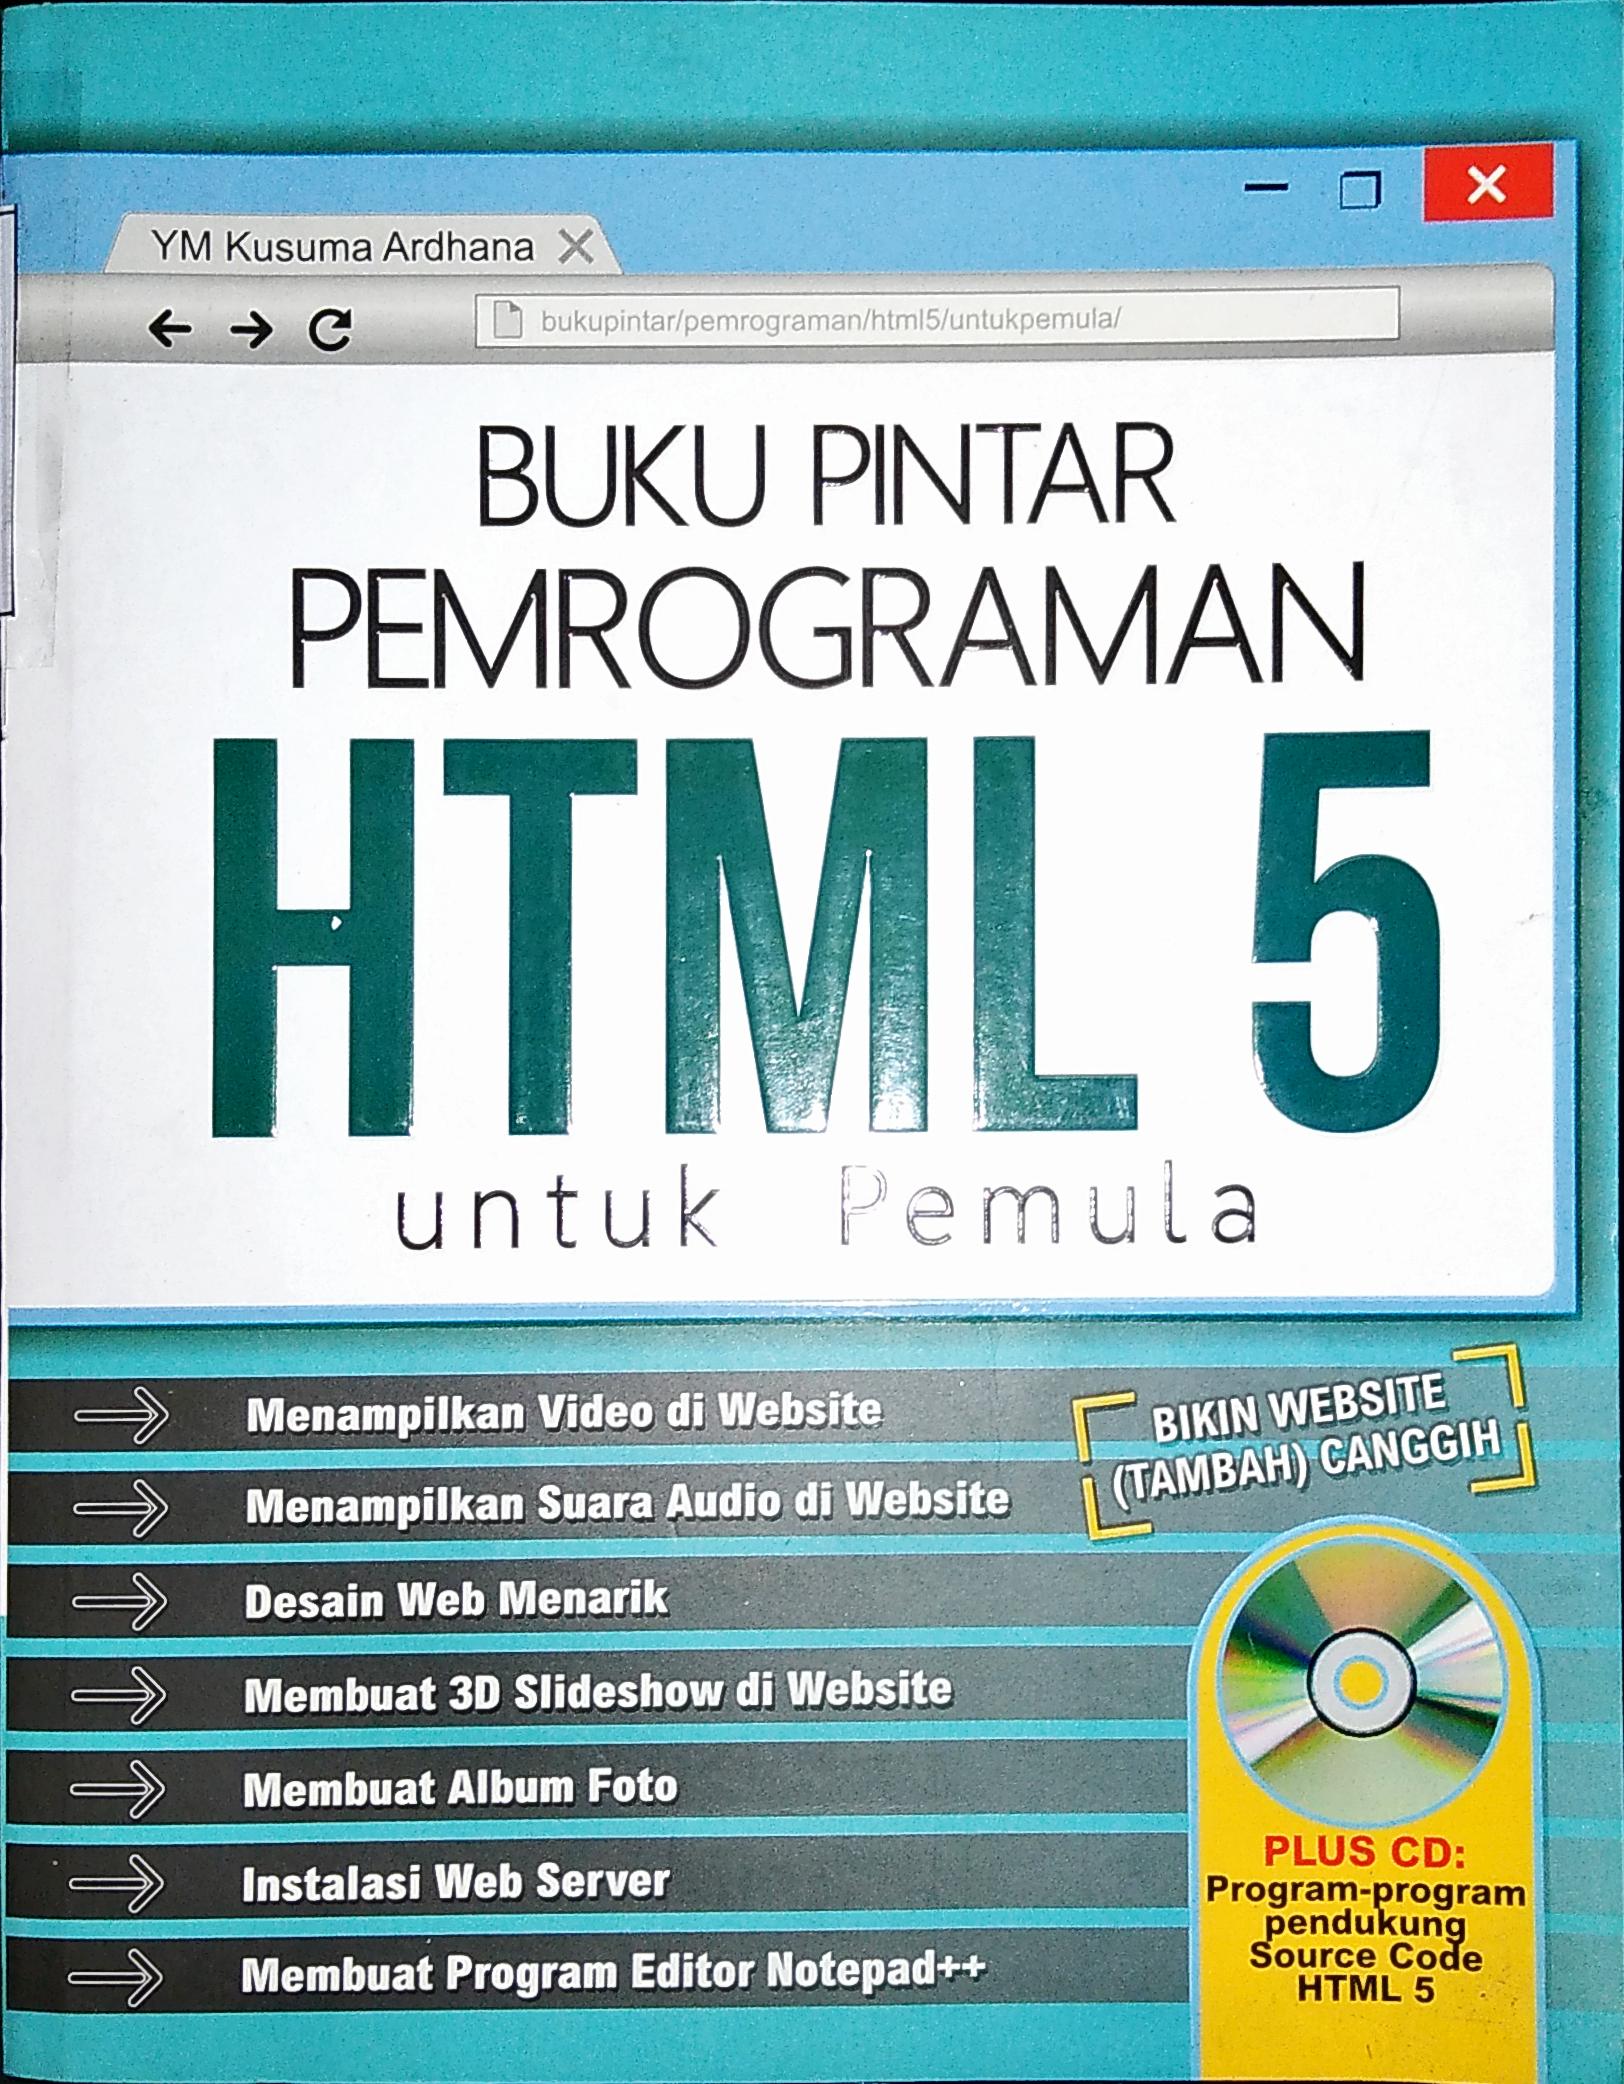 YM Kusuma Ardhana
bukupintar/pemrograman/html5/untukpemula/
BUKU PINTAR
PEMROGRAMAN
HTML 5
untuk Pemula
Menampilkan Video di Website
Menampilkan Suara Audio di Website
Desain Web Menarik
Membuat 3D Slideshow di Website
Membuat Album Foto
Instalasi Web Server
Membuat Program Editor Notepad++
BIKIN WEBSITE
(TAMBAH) CANGGIH
PLUS CD:
Program-program
pendukung
Source Code
HTML 5